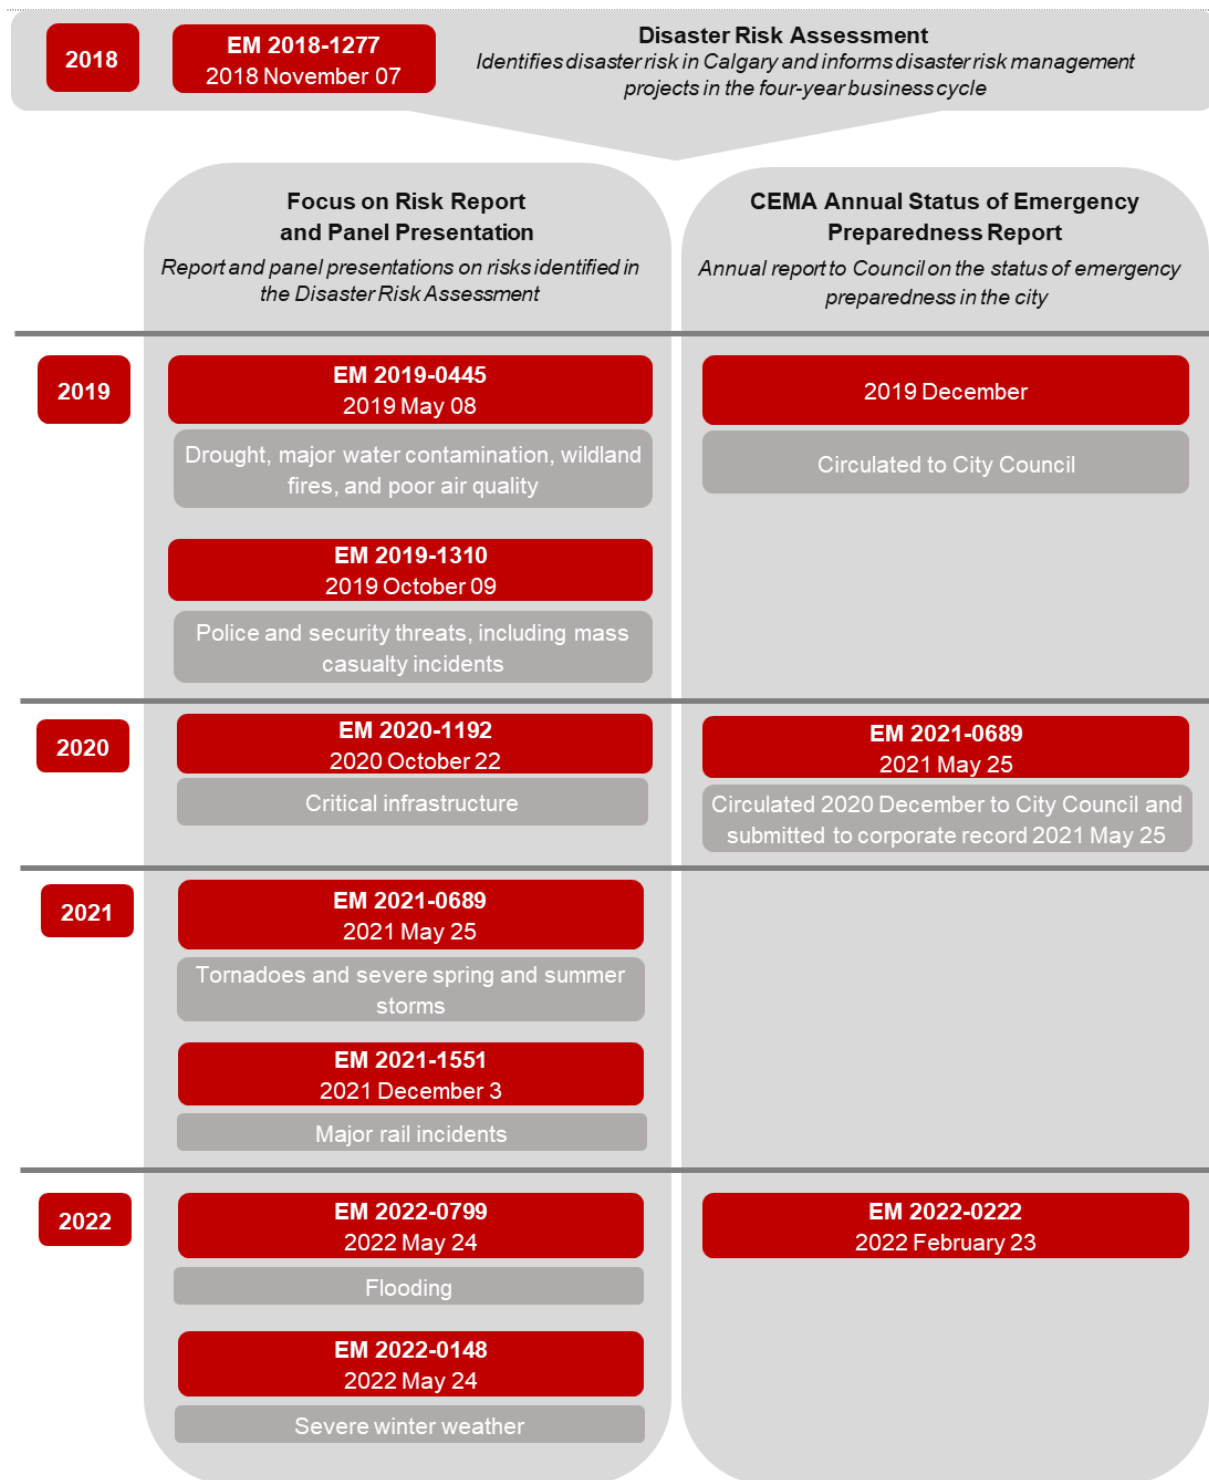 2018
EM 2018-1277
2018 November 07
Disaster Risk Assessment
Identifies disaster risk in Calgary and informs disaster risk management
projects in the four-year business cycle
Focus on Risk Report
and Panel Presentation
Report and panel presentations on risks identified in
the Disaster Risk Assessment
CEMA Annual Status of Emergency
Preparedness Report
Annual report to Council on the status of emergency
preparedness in the city
2019
EM 2019-0445
2019 May 08
Drought, major water contamination, wildland
fires, and poor air quality
EM 2019-1310
2019 October 09
Police and security threats, including mass
casualty incidents
2019 December
Circulated to City Council
2020
EM 2020-1192
2020 October 22
Critical infrastructure
EM 2021-0689
2021 May 25
Circulated 2020 December to City Council and
submitted to corporate record 2021 May 25
2021
EM 2021-0689
2021 May 25
Tornadoes and severe spring and summer
storms
EM 2021-1551
2021 December 3
Major rail incidents
2022
EM 2022-0799
2022 May 24
Flooding
EM 2022-0148
2022 May 24
Severe winter weather
EM 2022-0222
2022 February 23